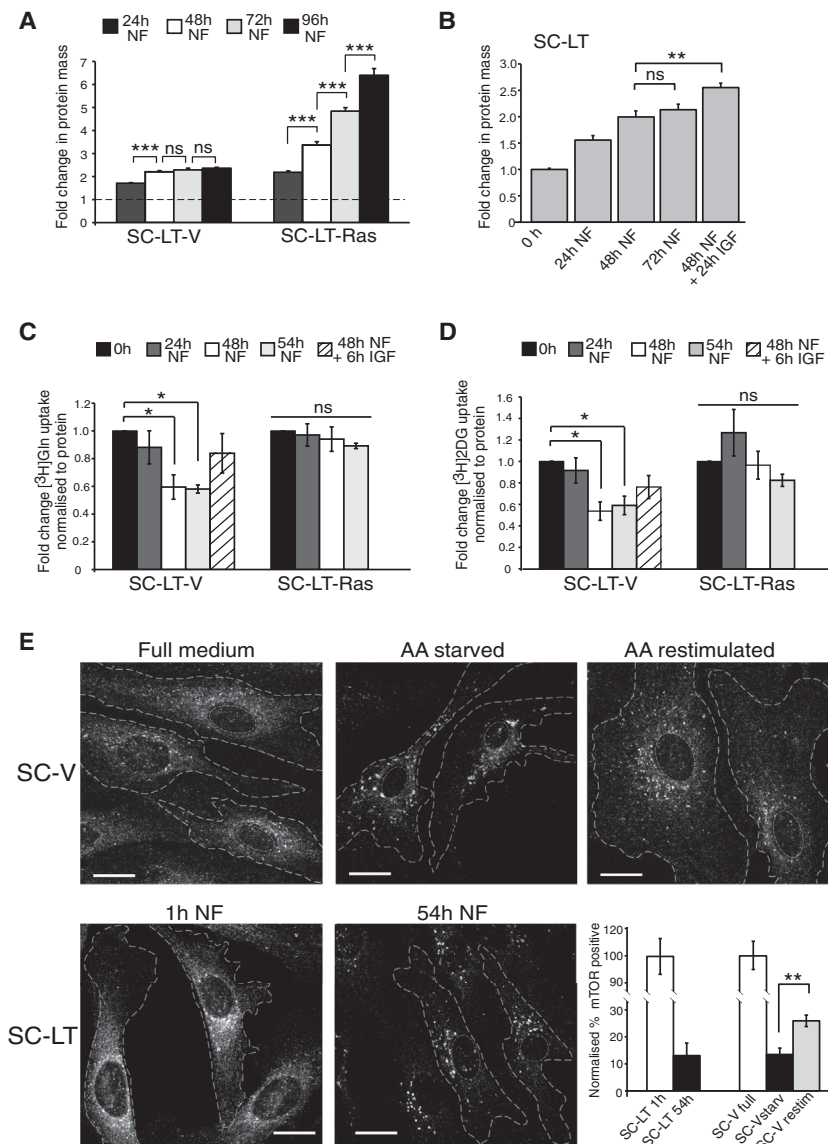 A
24h NF
48h NF
72h NF
96h NF
Fold change in protein mass
7
6
5
4
3
2
1
*** ns ns
*** *** ***
SC-LT-V
SC-LT-Ras
B
SC-LT
Fold change in protein mass
3.0
2.5
2.0
1.5
1.0
0.5
0
**
ns
0 h
24h NF
48h NF
72h NF
48h NF + 24h IGF
C
0h
24h NF
48h NF
54h NF
48h NF + 6h IGF
Fold change [³H]Gln uptake
normalised to protein
1.2
1.0
0.8
0.6
0.4
0.2
0
*
*
ns
SC-LT-V
SC-LT-Ras
D
0h
24h NF
48h NF
54h NF
48h NF + 6h IGF
Fold change [³H]2DG uptake
normalised to protein
1.6
1.4
1.2
1.0
0.8
0.6
0.4
0.2
0
*
*
ns
SC-LT-V
SC-LT-Ras
E
Full medium
AA starved
AA restimulated
SC-V
1h NF
54h NF
SC-LT
Normalised % mTOR positive
120
100
90
30
20
10
0
**
SC-LT 1h
SC-LT 54h
SC-V full
SC-Vstarv
SC-V restim